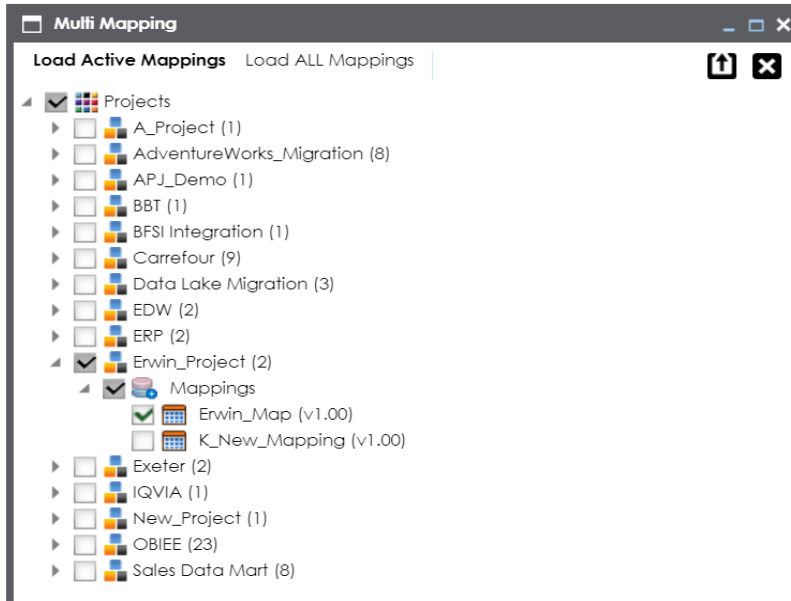 Multi Mapping
Load Active Mappings Load ALL Mappings
Projects
A_Project (1)
AdventureWorks_Migration (8)
APJ_Demo (1)
BBT (1)
BFSI Integration (1)
Carrefour (9)
Data Lake Migration (3)
EDW (2)
ERP (2)
Erwin_Project (2)
Mappings
Erwin_Map (v1.00)
K_New_Mapping (v1.00)
Exeter (2)
IQVIA (1)
New_Project (1)
OBIEE (23)
Sales Data Mart (8)